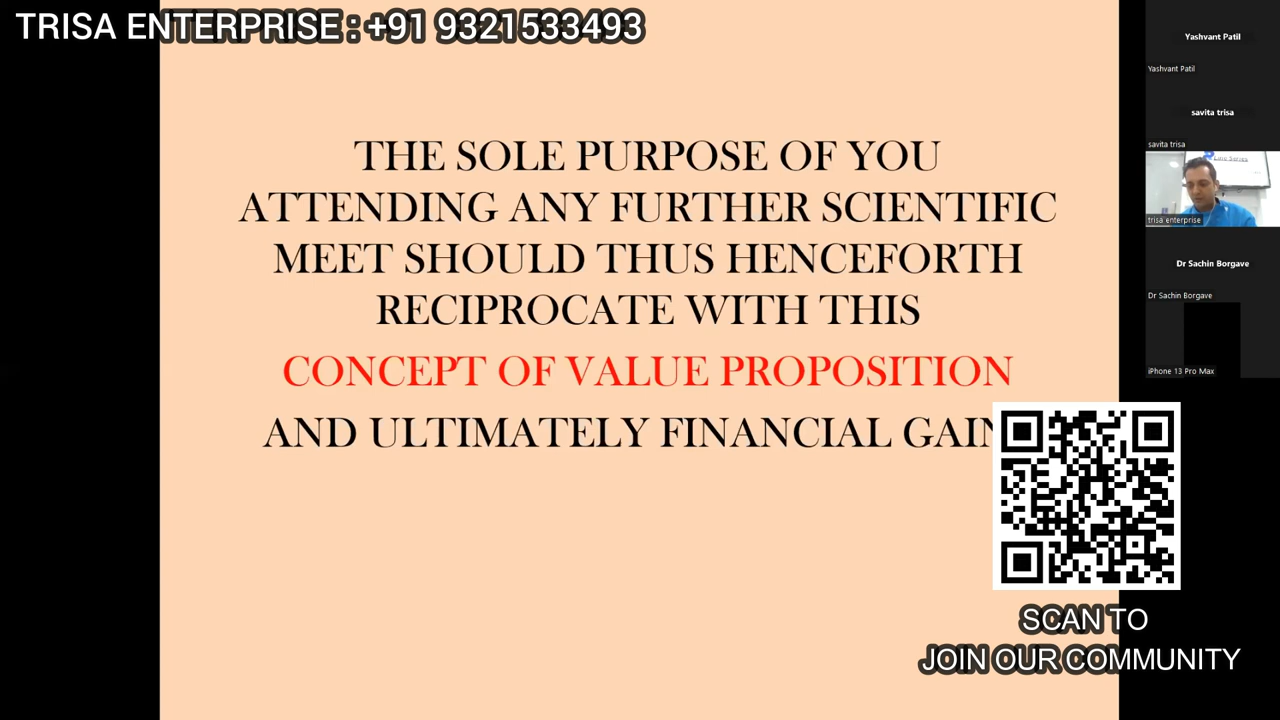 TRISA ENTERPRISE : +91 9321533493
THE SOLE PURPOSE OF YOU
ATTENDING ANY FURTHER SCIENTIFIC
MEET SHOULD THUS HENCEFORTH
RECIPROCATE WITH THIS
CONCEPT OF VALUE PROPOSITION
AND ULTIMATELY FINANCIAL GAIN
Yashvant Patil
Yashvant Patil
savita trisa
savita trisa
trisa enterprise
Dr Sachin Borgave
Dr Sachin Borgave
iPhone 13 Pro Max
SCAN TO
JOIN OUR COMMUNITY